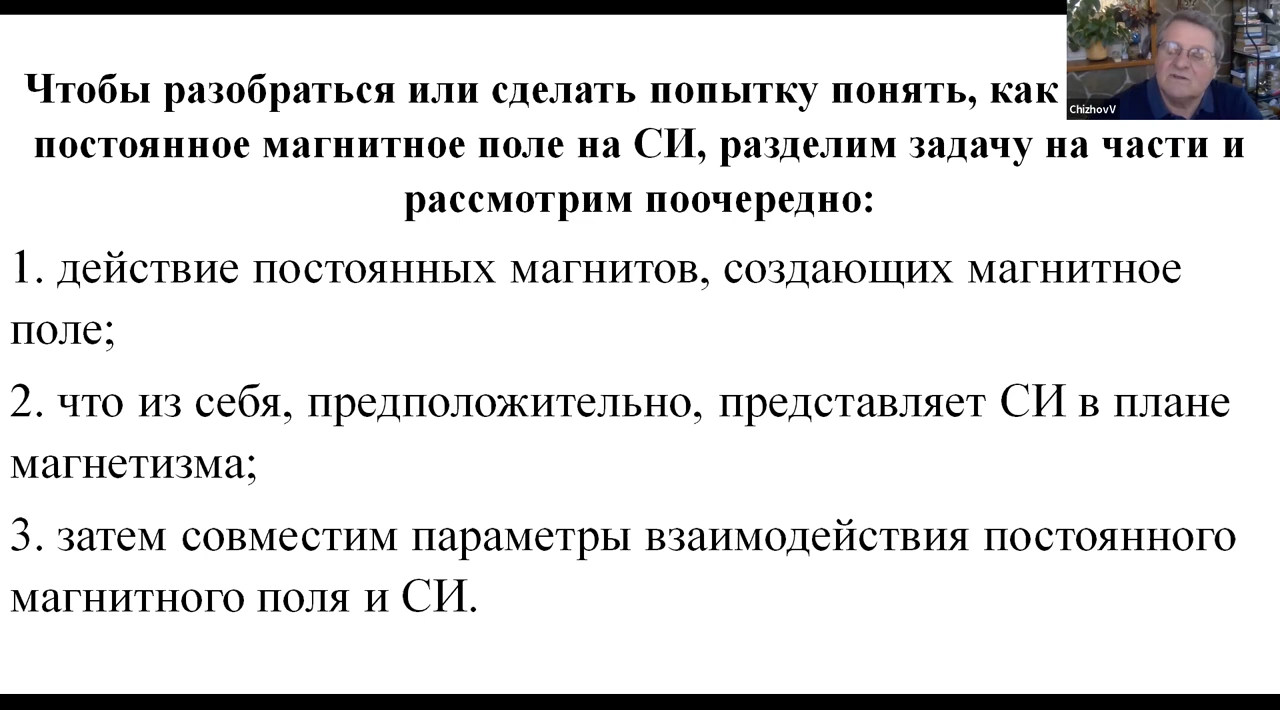 Чтобы разобраться или сделать попытку понять, как
постоянное магнитное поле на СИ, разделим задачу на части и
рассмотрим поочередно:
1. действие постоянных магнитов, создающих магнитное
поле;
2. что из себя, предположительно, представляет СИ в плане
магнетизма;
3. затем совместим параметры взаимодействия постоянного
магнитного поля и СИ.
ChizhovV